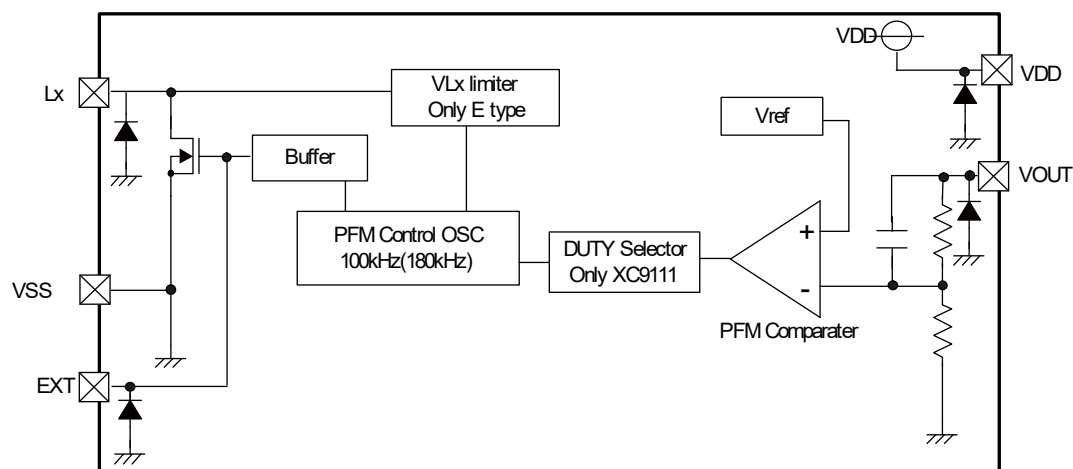 VDD
VDD
Lx
VLx limiter
Only E type
Vref
Buffer
VOUT
PFM Control OSC
100kHz(180kHz)
DUTY Selector
Only XC9111
+
-
PFM Comparater
VSS
EXT